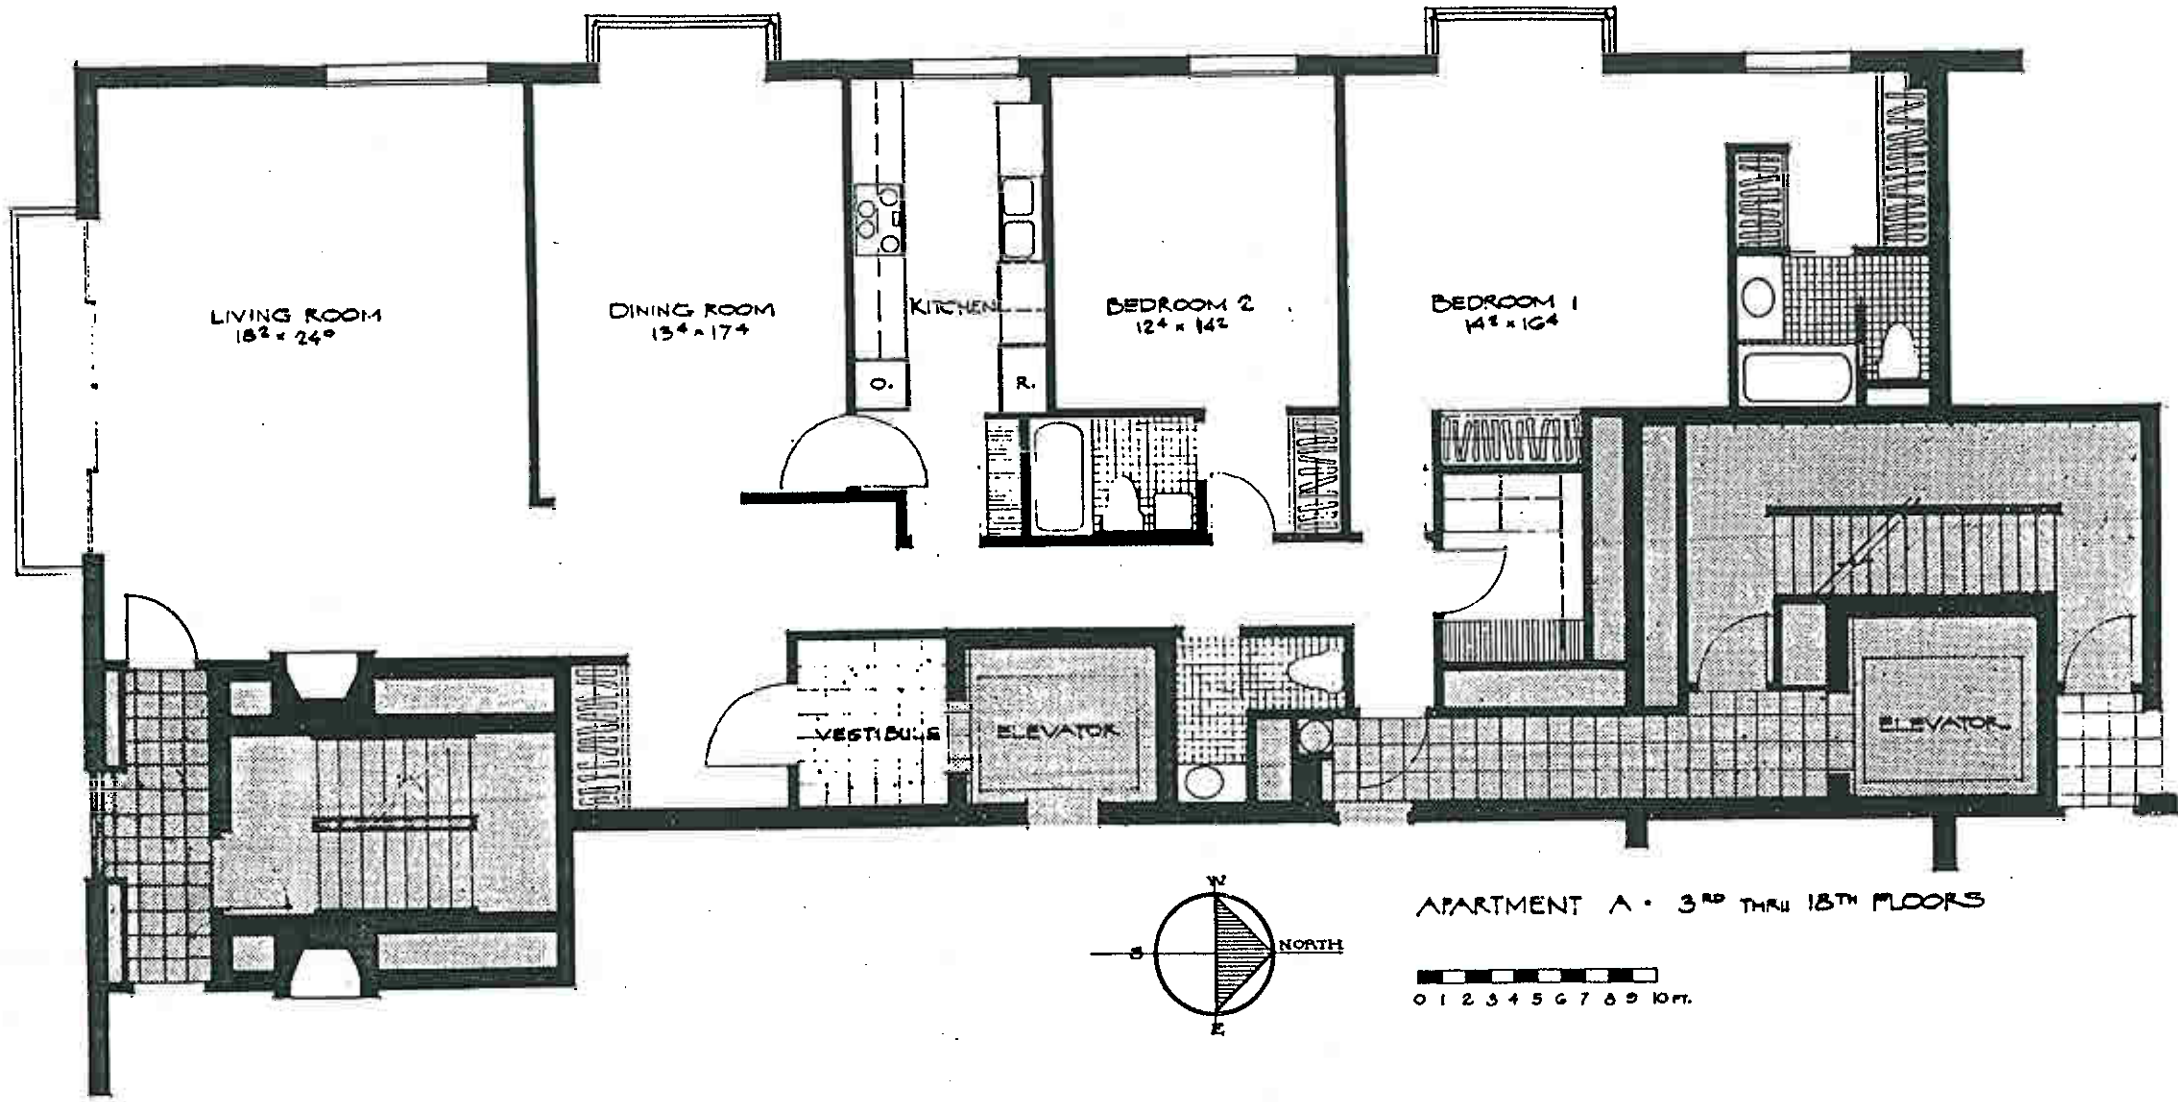 LIVING ROOM
18² × 24⁰
DINING ROOM
13⁴ × 17⁴
KITCHEN
BEDROOM 2
12⁴ × 14²
BEDROOM 1
14² × 16⁴
O.
R.
VESTIBULE
ELEVATOR
ELEVATOR
W
S
NORTH
E
APARTMENT A · 3RD THRU 18TH FLOORS
0 1 2 3 4 5 6 7 8 9 10 FT.